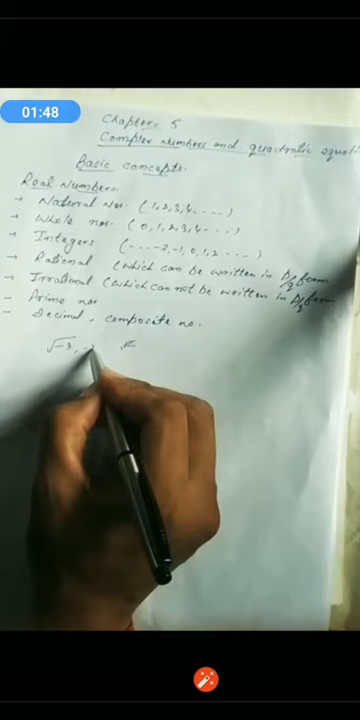 01:48
Chapter 5
Complex Numbers and quadratic equati
Basic concepts.
Real Numbers.
→ Natural Nos. (1,2,3,4.....)
→ Whole nos. (0,1,2,3,4....)
→ Integers (....-2,-1,0,1,2....)
→ Rational (which can be written in p/q form
→ Irrational (which can not be written in p/q form
- Prime nos
- Decimal, composite no.
√-3,